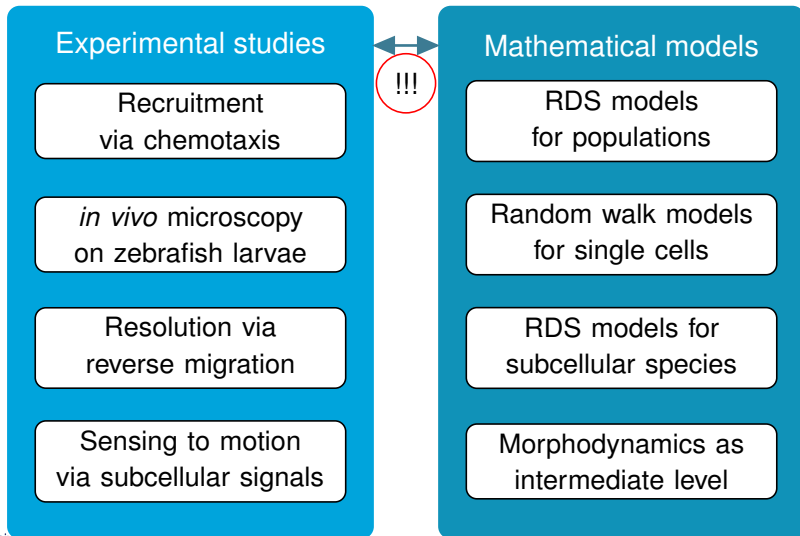 Experimental studies
Recruitment
via chemotaxis
in vivo microscopy
on zebrafish larvae
Resolution via
reverse migration
Sensing to motion
via subcellular signals
!!!
Mathematical models
RDS models
for populations
Random walk models
for single cells
RDS models for
subcellular species
Morphodynamics as
intermediate level